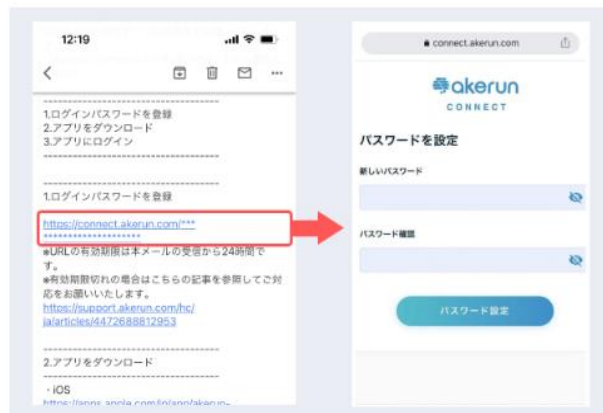 12:19
----------------------------------------
1.ログインパスワードを登録
2.アプリをダウンロード
3.アプリにログイン
----------------------------------------
----------------------------------------
1.ログインパスワードを登録
https://connect.akerun.com/***
********************
※URLの有効期限は本メールの受信から24時間で
す。
※有効期限切れの場合はこちらの記事を参照してご対
応をお願いいたします。
https://support.akerun.com/hc/
ja/articles/4472688812953
----------------------------------------
2.アプリをダウンロード
----------------------------------------
・iOS
https://apps.apple.com/jp/app/akerun-
connect.akerun.com
akerun
CONNECT
パスワードを設定
新しいパスワード
パスワード確認
パスワード設定